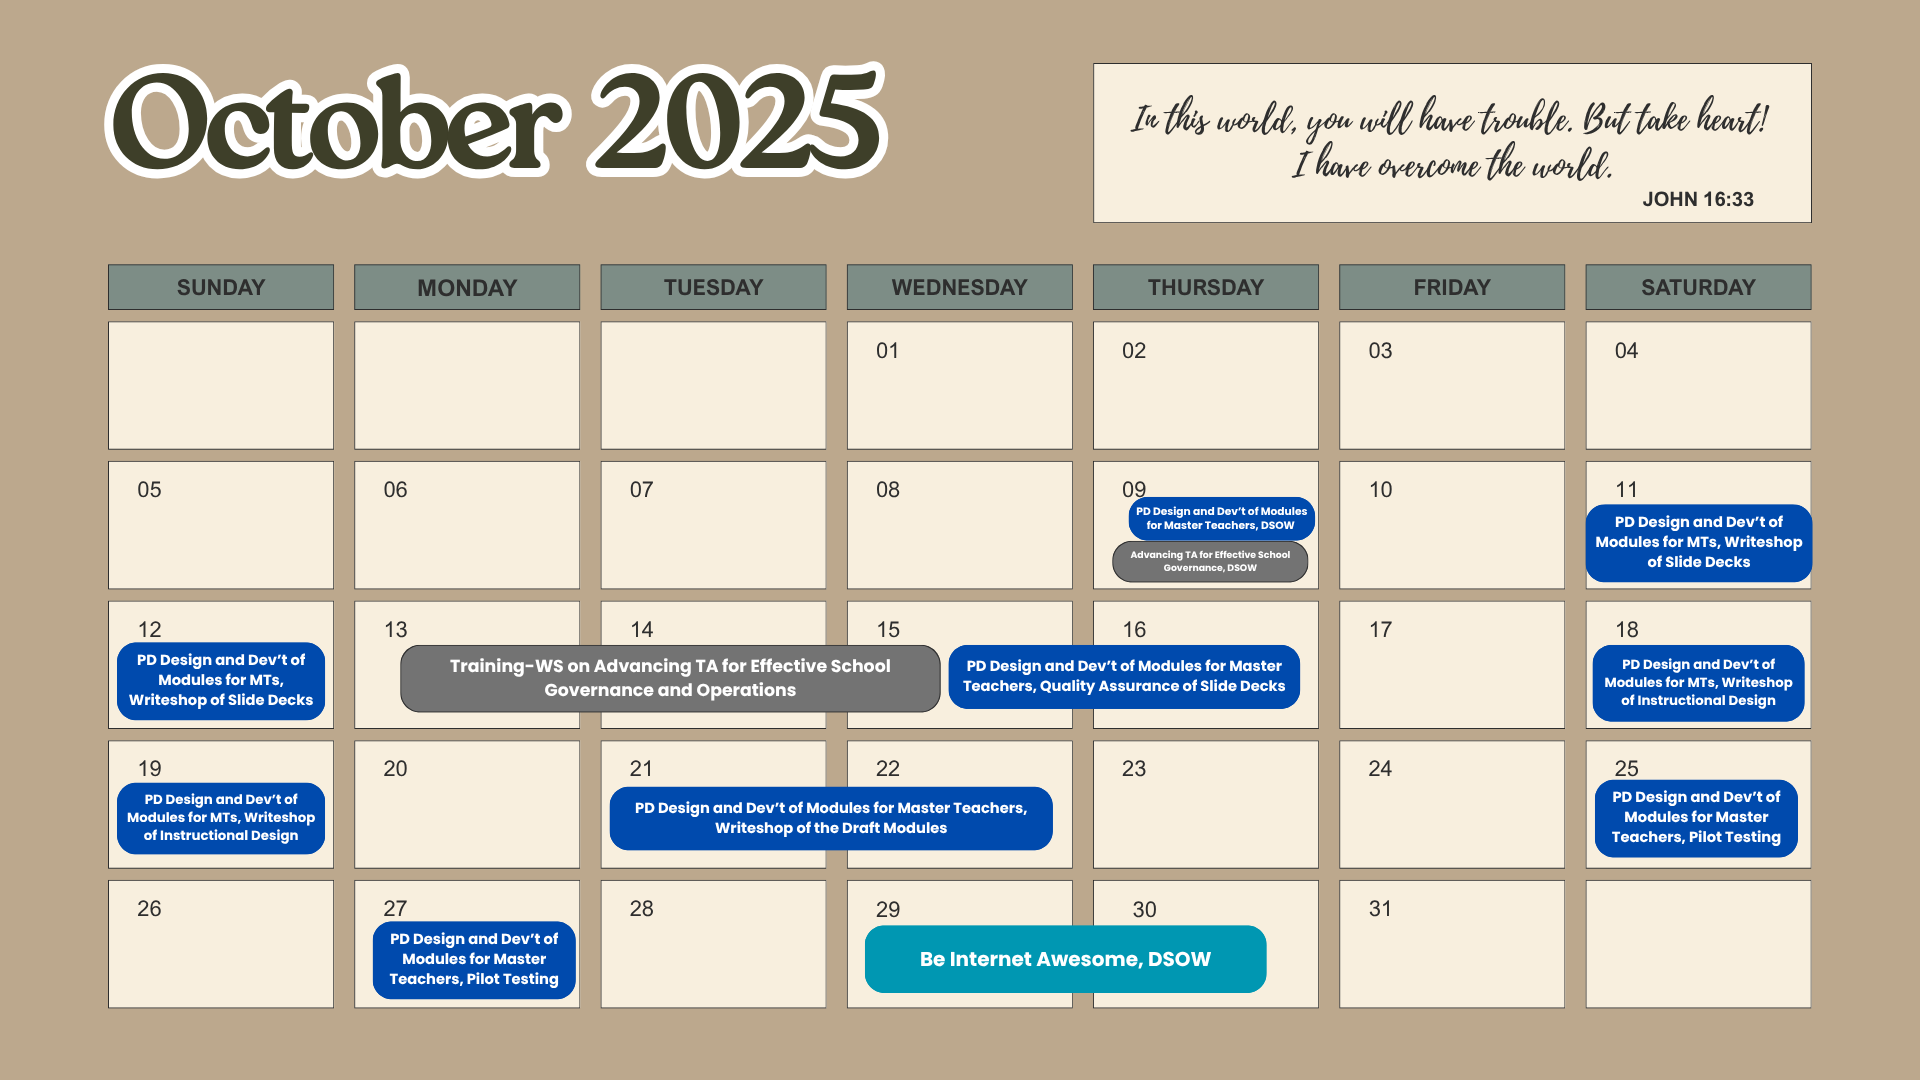 October 2025
In this world, you will have trouble. But take heart!
I have overcome the world.
JOHN 16:33
SUNDAY
MONDAY
TUESDAY
WEDNESDAY
THURSDAY
FRIDAY
SATURDAY
01
02
03
04
05
06
07
08
09
PD Design and Dev't of Modules
for Master Teachers, DSOW
Advancing TA for Effective School
Governance, DSOW
10
11
PD Design and Dev't of
Modules for MTs, Writeshop
of Slide Decks
12
PD Design and Dev't of
Modules for MTs,
Writeshop of Slide Decks
13
14
15
Training-WS on Advancing TA for Effective School
Governance and Operations
16
PD Design and Dev't of Modules for Master
Teachers, Quality Assurance of Slide Decks
17
18
PD Design and Dev't of
Modules for MTs, Writeshop
of Instructional Design
19
PD Design and Dev't of
Modules for MTs, Writeshop
of Instructional Design
20
21
22
PD Design and Dev't of Modules for Master Teachers,
Writeshop of the Draft Modules
23
24
25
PD Design and Dev't of
Modules for Master
Teachers, Pilot Testing
26
27
PD Design and Dev't of
Modules for Master
Teachers, Pilot Testing
28
29
30
Be Internet Awesome, DSOW
31